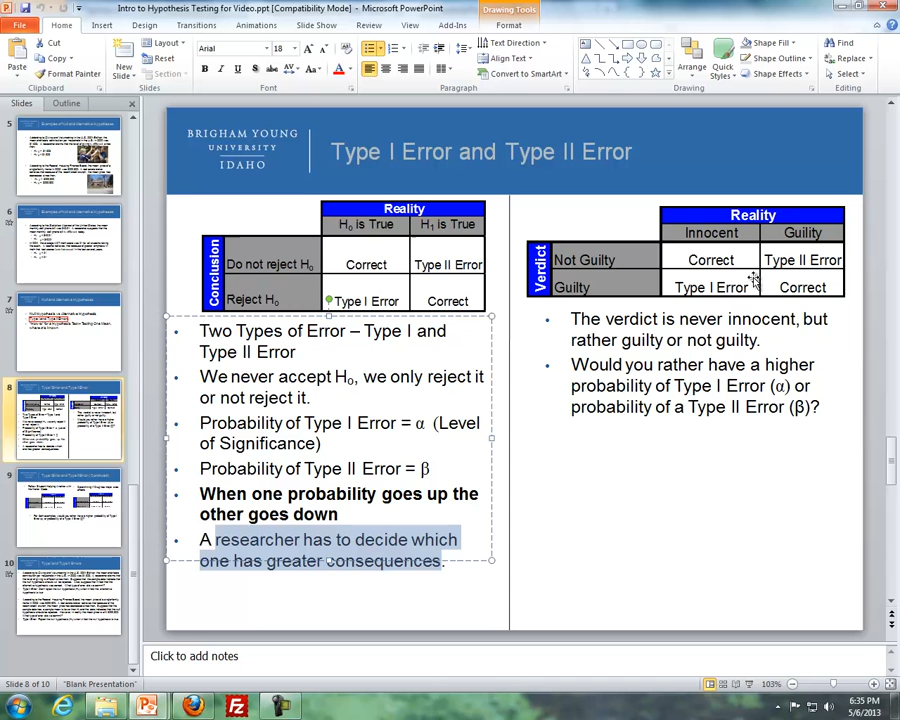 Intro to Hypothesis Testing for Video.ppt [Compatibility Mode] - Microsoft PowerPoint
Drawing Tools
File Home Insert Design Transitions Animations Slide Show Review View Add-Ins Format
Paste
Cut
Copy
Format Painter
Clipboard
New Slide
Layout
Reset
Section
Slides
Arial 18
Font
Paragraph
Text Direction
Align Text
Convert to SmartArt
Arrange
Quick Styles
Shape Fill
Shape Outline
Shape Effects
Drawing
Find
Replace
Select
Editing
Slides Outline
5
6
7
8
9
10
BRIGHAM YOUNG
UNIVERSITY
IDAHO
Type I Error and Type II Error
Reality
H₀ is True H₁ is True
Conclusion
Do not reject H₀ Correct Type II Error
Reject H₀ Type I Error Correct
• Two Types of Error – Type I and
Type II Error
• We never accept H₀, we only reject it
or not reject it.
• Probability of Type I Error = α (Level
of Significance)
• Probability of Type II Error = β
• When one probability goes up the
other goes down
• A researcher has to decide which
one has greater consequences.
Reality
Innocent Guility
Verdict
Not Guilty Correct Type II Error
Guilty Type I Error Correct
• The verdict is never innocent, but
rather guilty or not guilty.
• Would you rather have a higher
probability of Type I Error (α) or
probability of a Type II Error (β)?
Click to add notes
Slide 8 of 10 "Blank Presentation" 103%
6:35 PM
5/6/2013